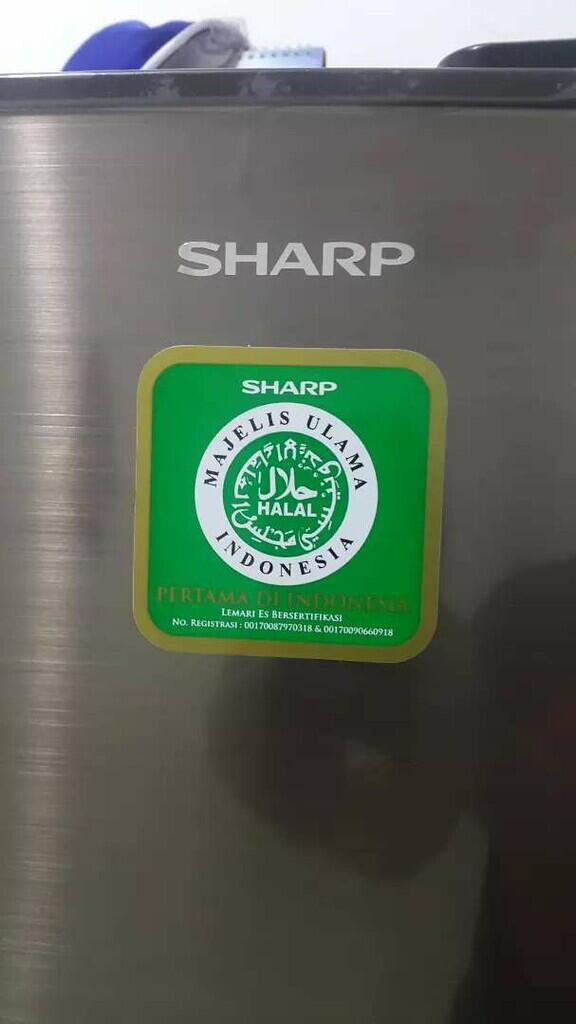 SHARP
SHARP
MAJELIS ULAMA
حلال
HALAL
INDONESIA
PERTAMA DI INDONESIA
LEMARI ES BERSERTIFIKASI
NO. REGISTRASI : 00170087970318 & 00170090660918